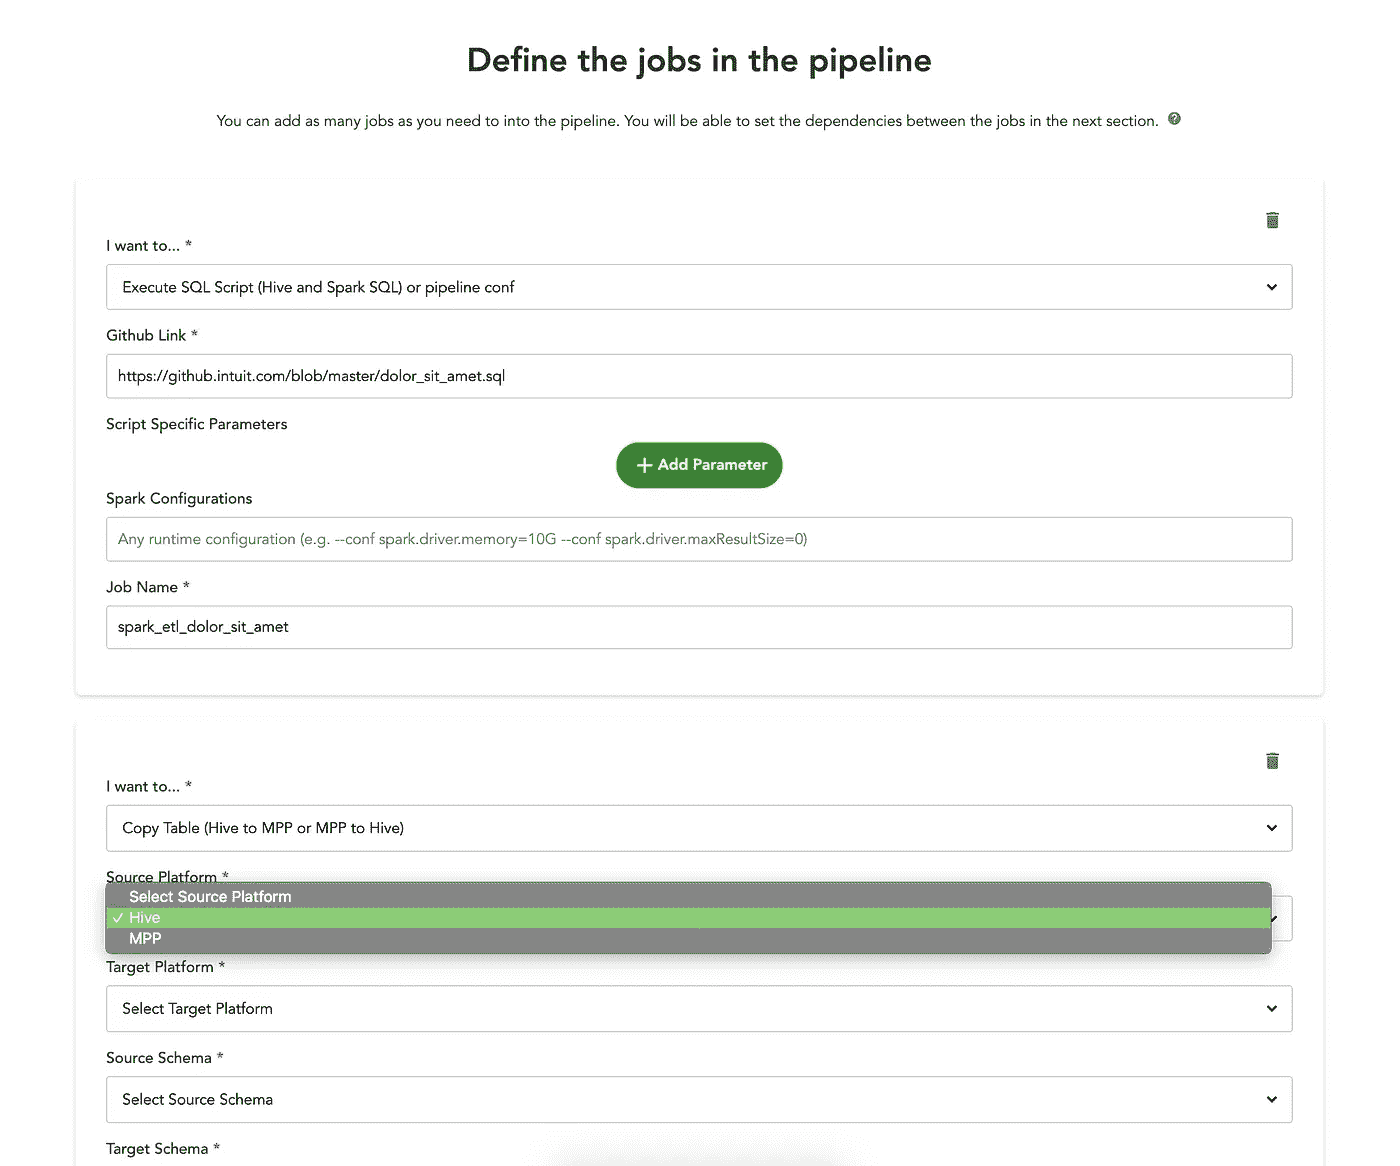 Define the jobs in the pipeline
You can add as many jobs as you need to into the pipeline. You will be able to set the dependencies between the jobs in the next section. ?
I want to... *
Execute SQL Script (Hive and Spark SQL) or pipeline conf
Github Link *
https://github.intuit.com/blob/master/dolor_sit_amet.sql
Script Specific Parameters
+ Add Parameter
Spark Configurations
Any runtime configuration (e.g. --conf spark.driver.memory=10G --conf spark.driver.maxResultSize=0)
Job Name *
spark_etl_dolor_sit_amet
I want to... *
Copy Table (Hive to MPP or MPP to Hive)
Source Platform *
Select Source Platform
✓ Hive
MPP
Target Platform *
Select Target Platform
Source Schema *
Select Source Schema
Target Schema *